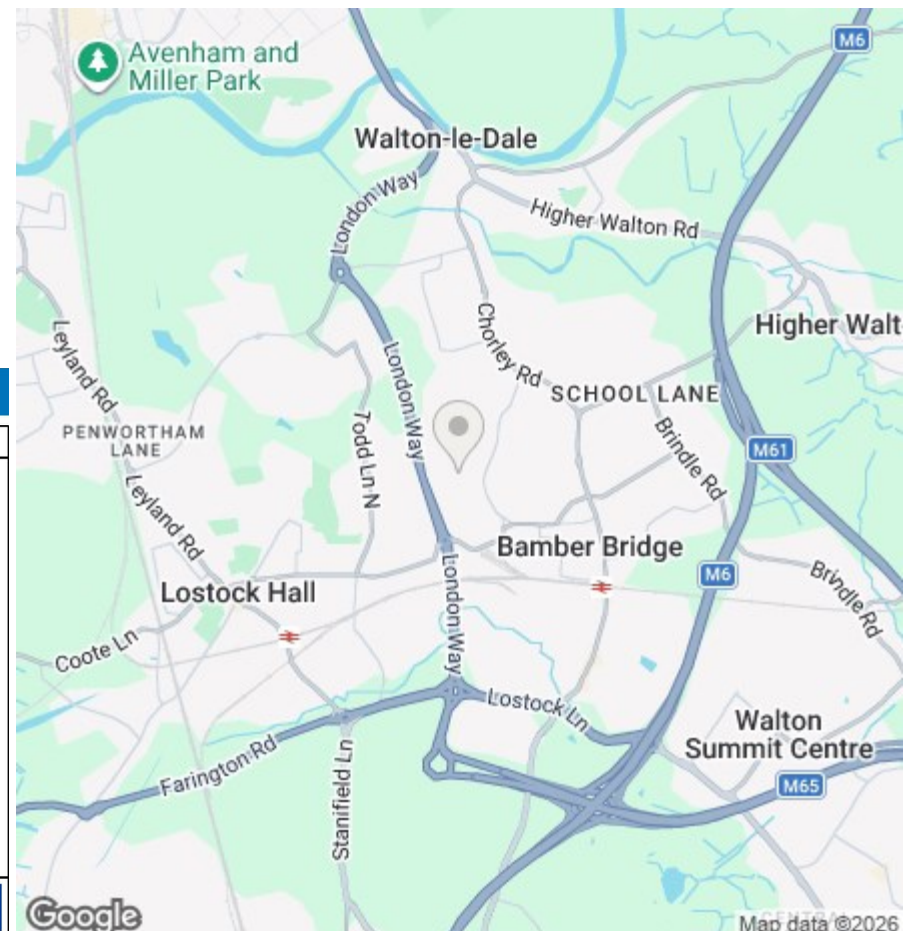 Avenham and
Miller Park
M6
Walton-le-Dale
London Way
Higher Walton Rd
Leyland Rd
London Way
Chorley Rd
Higher Walt
SCHOOL LANE
PENWORTHAM
LANE
Todd Ln N
Brindle Rd
M61
Leyland Rd
Bamber Bridge
Lostock Hall
London Way
M6
Brindle Rd
Coote Ln
Lostock Ln
Walton
Summit Centre
Farington Rd
Stanifield Ln
M65
Google
CENTRAL
Map data ©2026